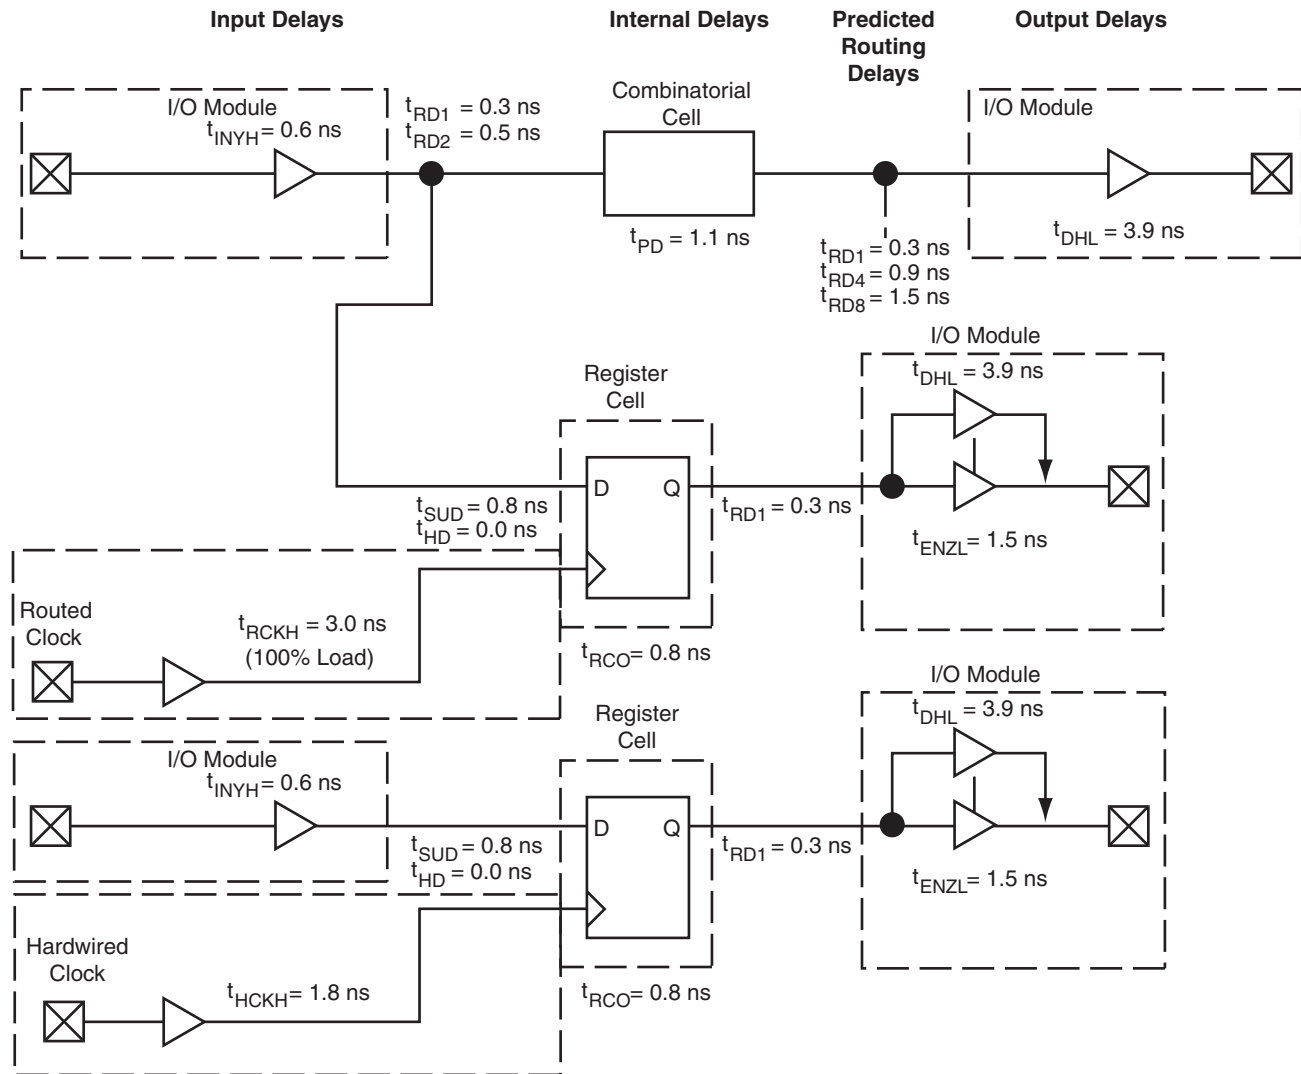 Input Delays
Internal Delays
Predicted
Routing
Delays
Output Delays
I/O Module
tINYH= 0.6 ns
tRD1 = 0.3 ns
tRD2 = 0.5 ns
Combinatorial
Cell
tPD = 1.1 ns
tRD1 = 0.3 ns
tRD4 = 0.9 ns
tRD8 = 1.5 ns
I/O Module
tDHL = 3.9 ns
Register
Cell
D
Q
tSUD = 0.8 ns
tHD = 0.0 ns
tRD1 = 0.3 ns
I/O Module
tDHL = 3.9 ns
tENZL= 1.5 ns
Routed
Clock
tRCKH = 3.0 ns
(100% Load)
tRCO= 0.8 ns
I/O Module
tINYH= 0.6 ns
Register
Cell
D
Q
tSUD = 0.8 ns
tHD = 0.0 ns
tRD1 = 0.3 ns
I/O Module
tDHL = 3.9 ns
tENZL= 1.5 ns
Hardwired
Clock
tHCKH= 1.8 ns
tRCO= 0.8 ns